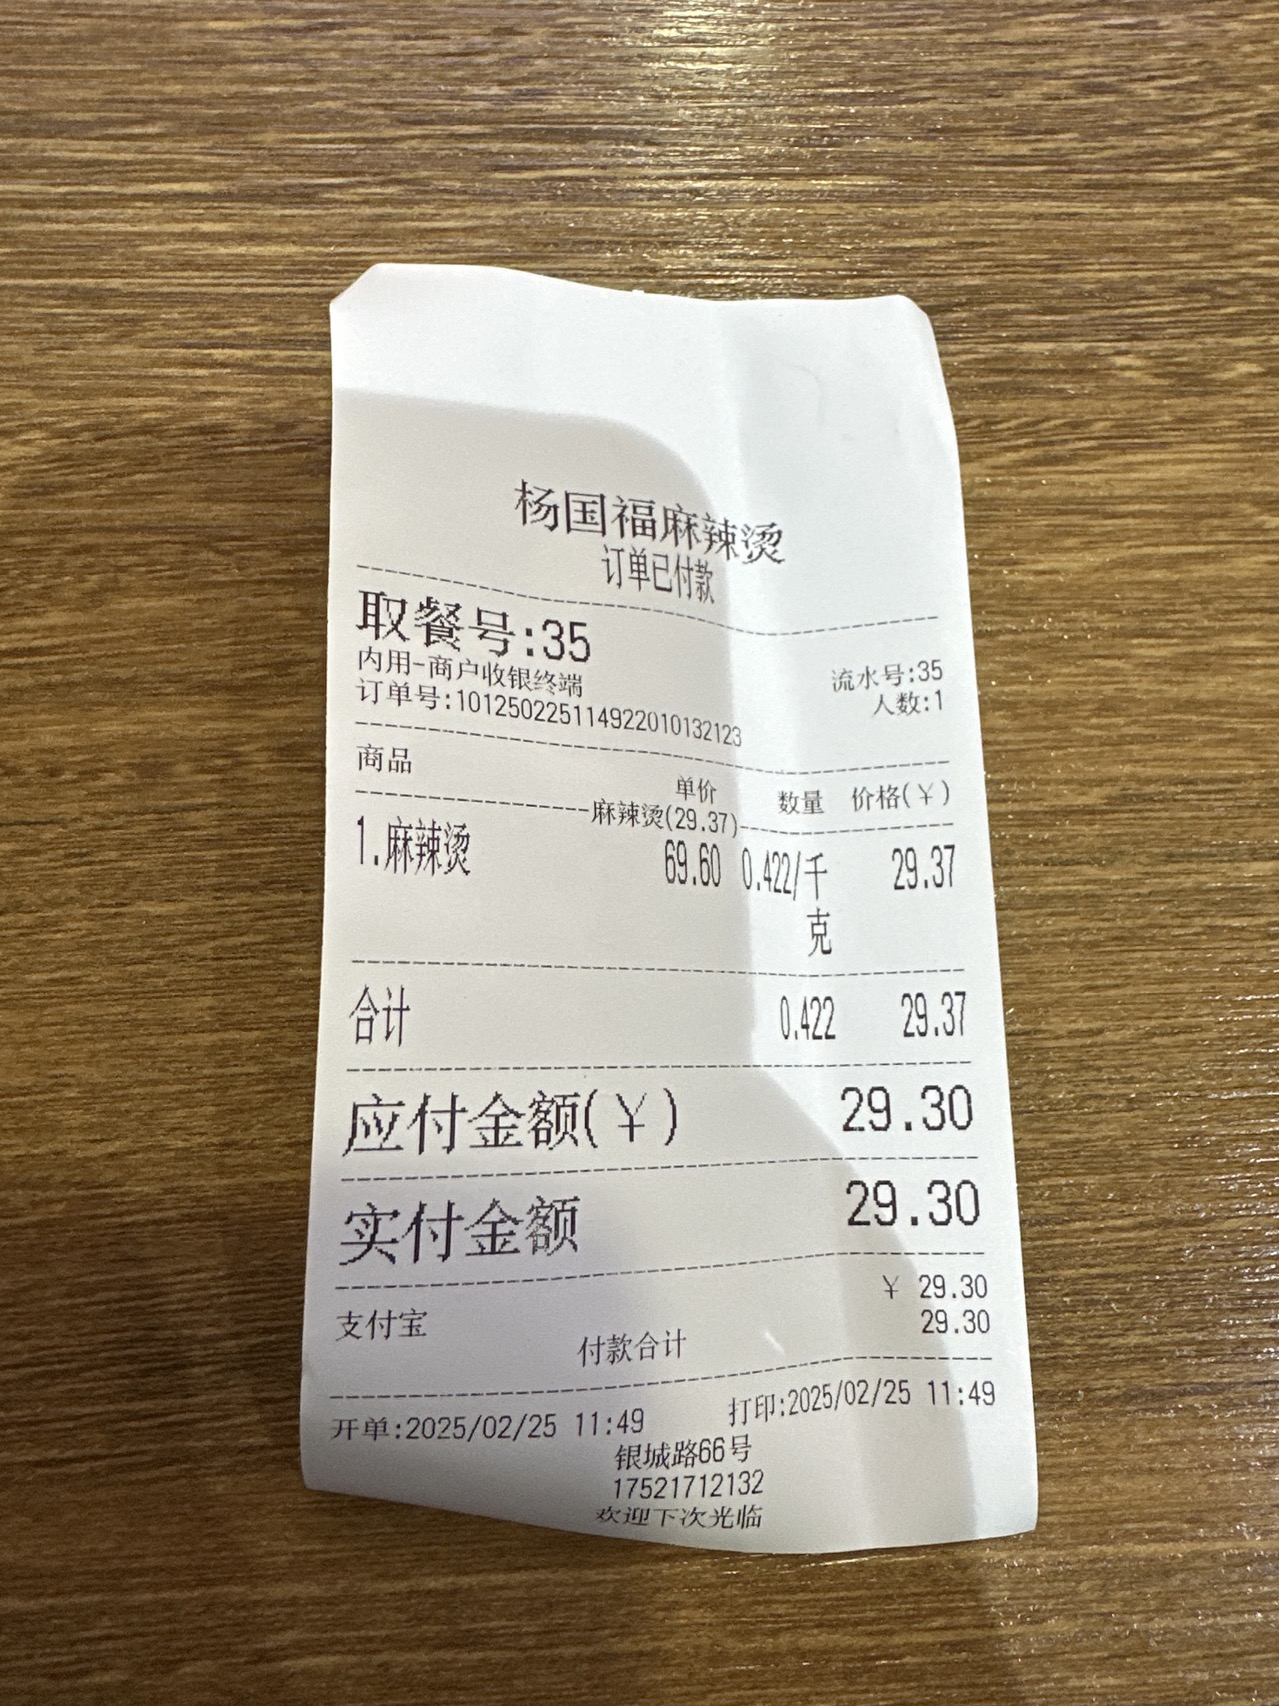 杨国福麻辣烫
订单已付款
取餐号:35
内用-商户收银终端 流水号:35
订单号:101250225114922010132123 人数:1
商品 单价 数量 价格(¥)
麻辣烫(29.37)
1.麻辣烫 69.60 0.422/千 29.37
克
合计 0.422 29.37
应付金额(¥) 29.30
实付金额 29.30
支付宝 ¥ 29.30
付款合计 29.30
开单:2025/02/25 11:49 打印:2025/02/25 11:49
银城路66号
17521712132
欢迎下次光临